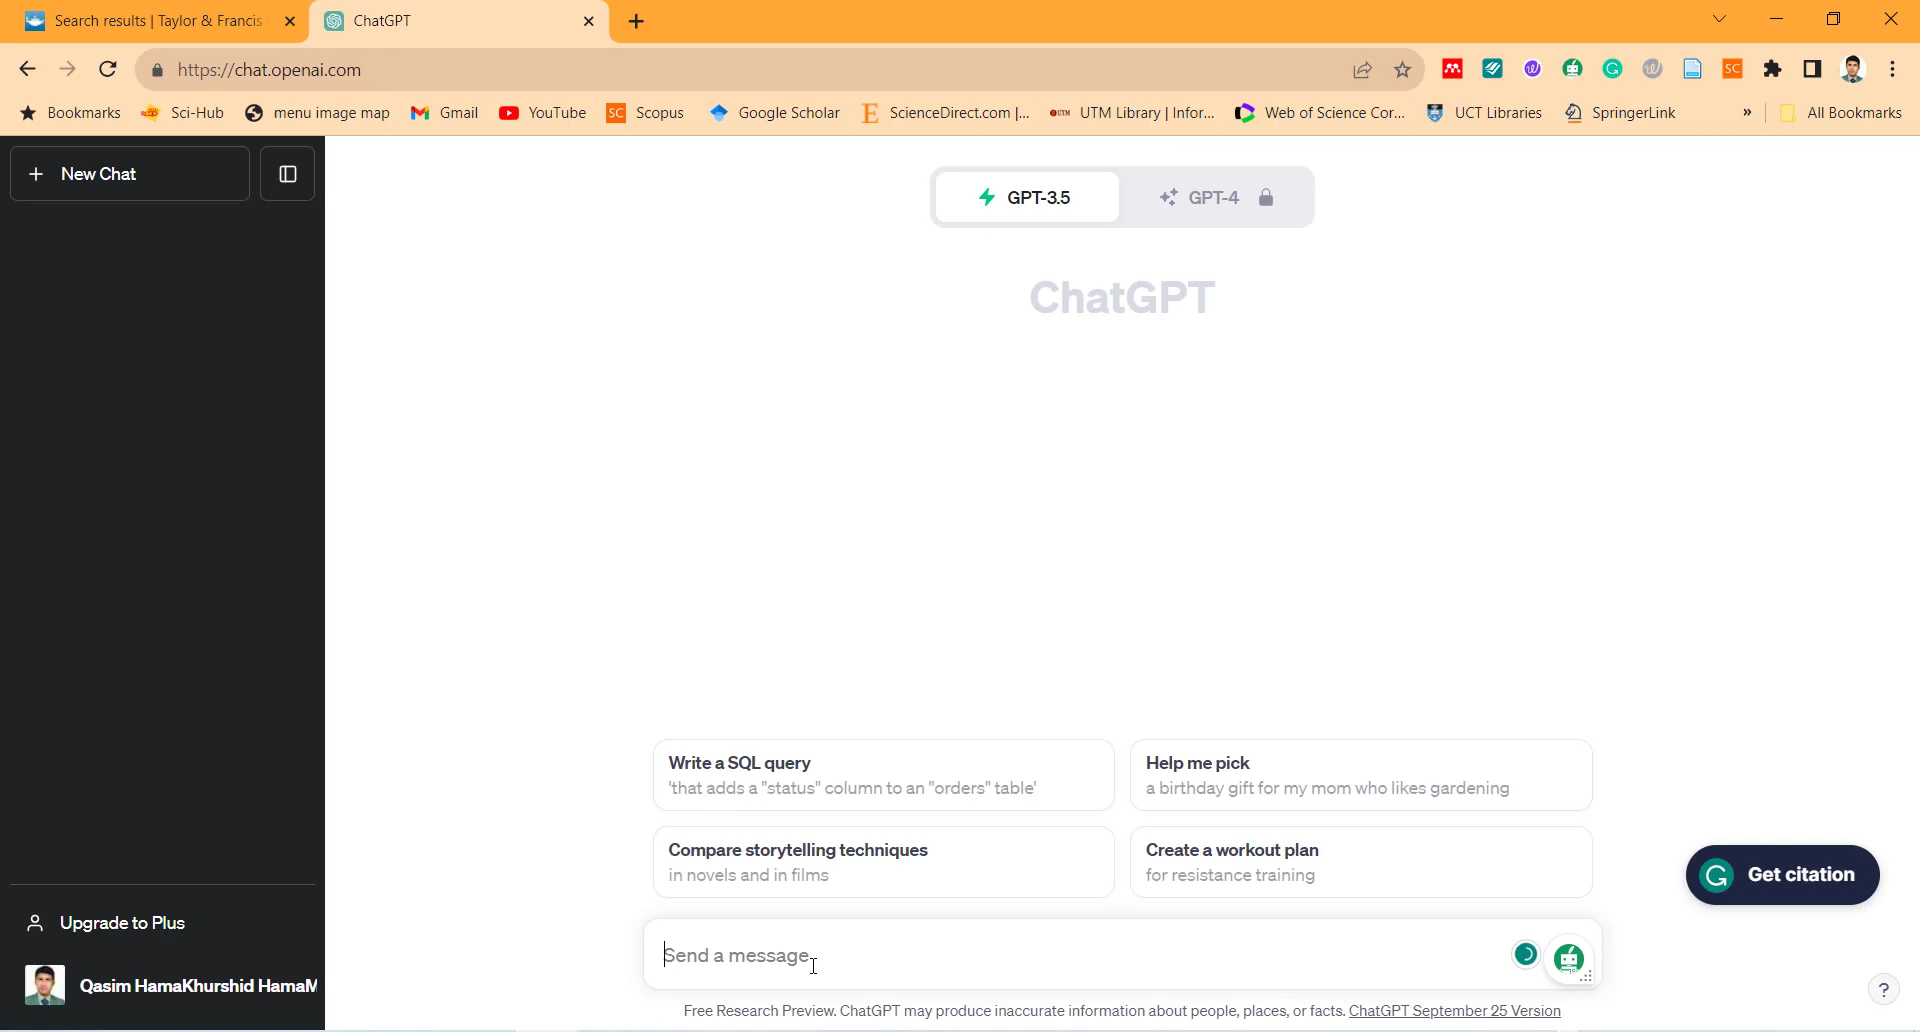 Search results | Taylor & Francis
ChatGPT
https://chat.openai.com
Bookmarks
Sci-Hub
menu image map
Gmail
YouTube
SC
Scopus
Google Scholar
ScienceDirect.com |...
UTM Library | Infor...
Web of Science Cor...
UCT Libraries
SpringerLink
»
All Bookmarks
SC
+ New Chat
GPT-3.5
GPT-4
ChatGPT
Write a SQL query
'that adds a "status" column to an "orders" table'
Help me pick
a birthday gift for my mom who likes gardening
Compare storytelling techniques
in novels and in films
Create a workout plan
for resistance training
Get citation
Upgrade to Plus
Qasim HamaKhurshid HamaM
Send a message
?
Free Research Preview. ChatGPT may produce inaccurate information about people, places, or facts. ChatGPT September 25 Version